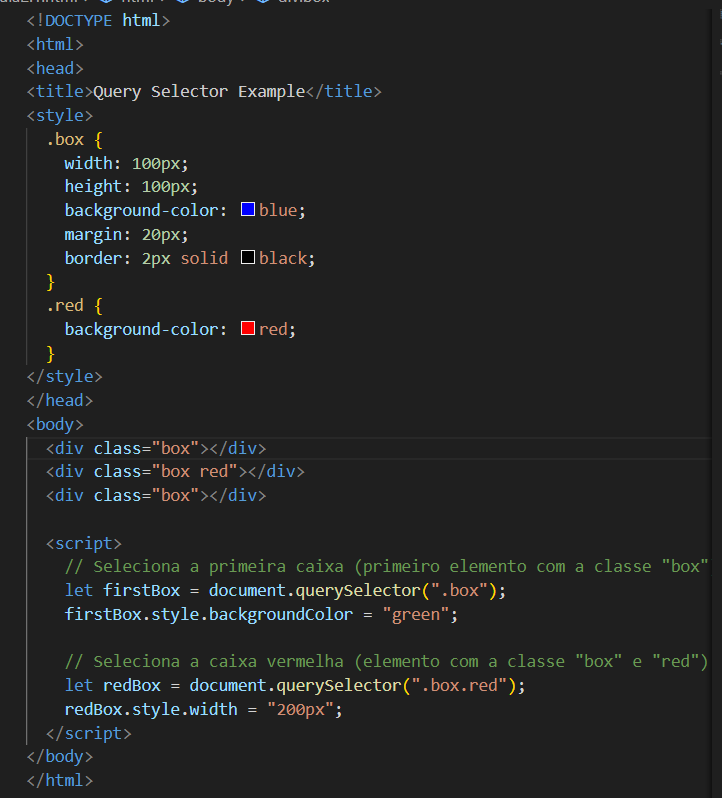 html > body > div.box
<!DOCTYPE html>
<html>
<head>
<title>Query Selector Example</title>
<style>
  .box {
    width: 100px;
    height: 100px;
    background-color: blue;
    margin: 20px;
    border: 2px solid black;
  }
  .red {
    background-color: red;
  }
</style>
</head>
<body>
  <div class="box"></div>
  <div class="box red"></div>
  <div class="box"></div>

  <script>
    // Seleciona a primeira caixa (primeiro elemento com a classe "box"
    let firstBox = document.querySelector(".box");
    firstBox.style.backgroundColor = "green";

    // Seleciona a caixa vermelha (elemento com a classe "box" e "red")
    let redBox = document.querySelector(".box.red");
    redBox.style.width = "200px";
  </script>
</body>
</html>